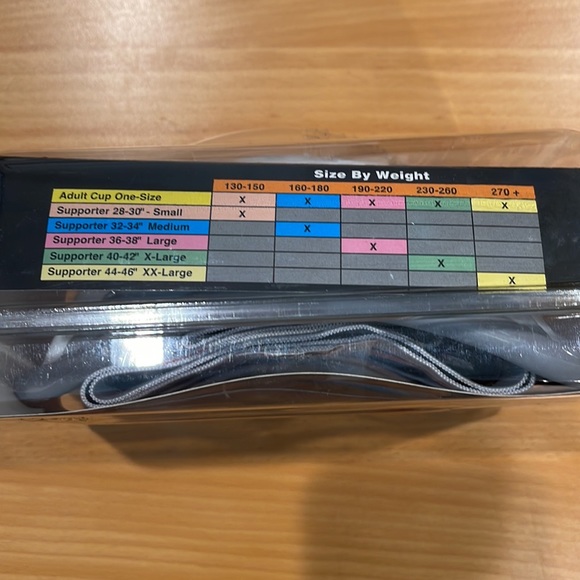 Size By Weight
130-150 160-180 190-220 230-260 270 +
Adult Cup One-Size X X X X X
Supporter 28-30"- Small X
Supporter 32-34" Medium X
Supporter 36-38" Large X
Supporter 40-42" X-Large X
Supporter 44-46" XX-Large X